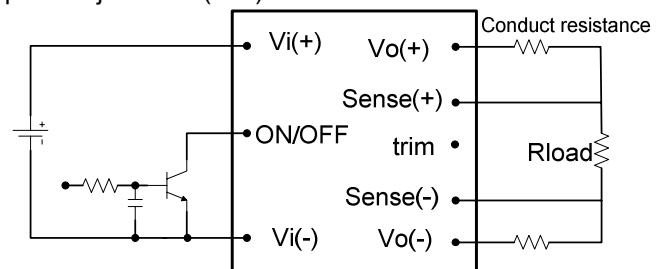 Conduct resistance
Vi(+)
Vo(+)
Sense(+)
ON/OFF
trim
Rload
Sense(-)
Vi(-)
Vo(-)
+
-